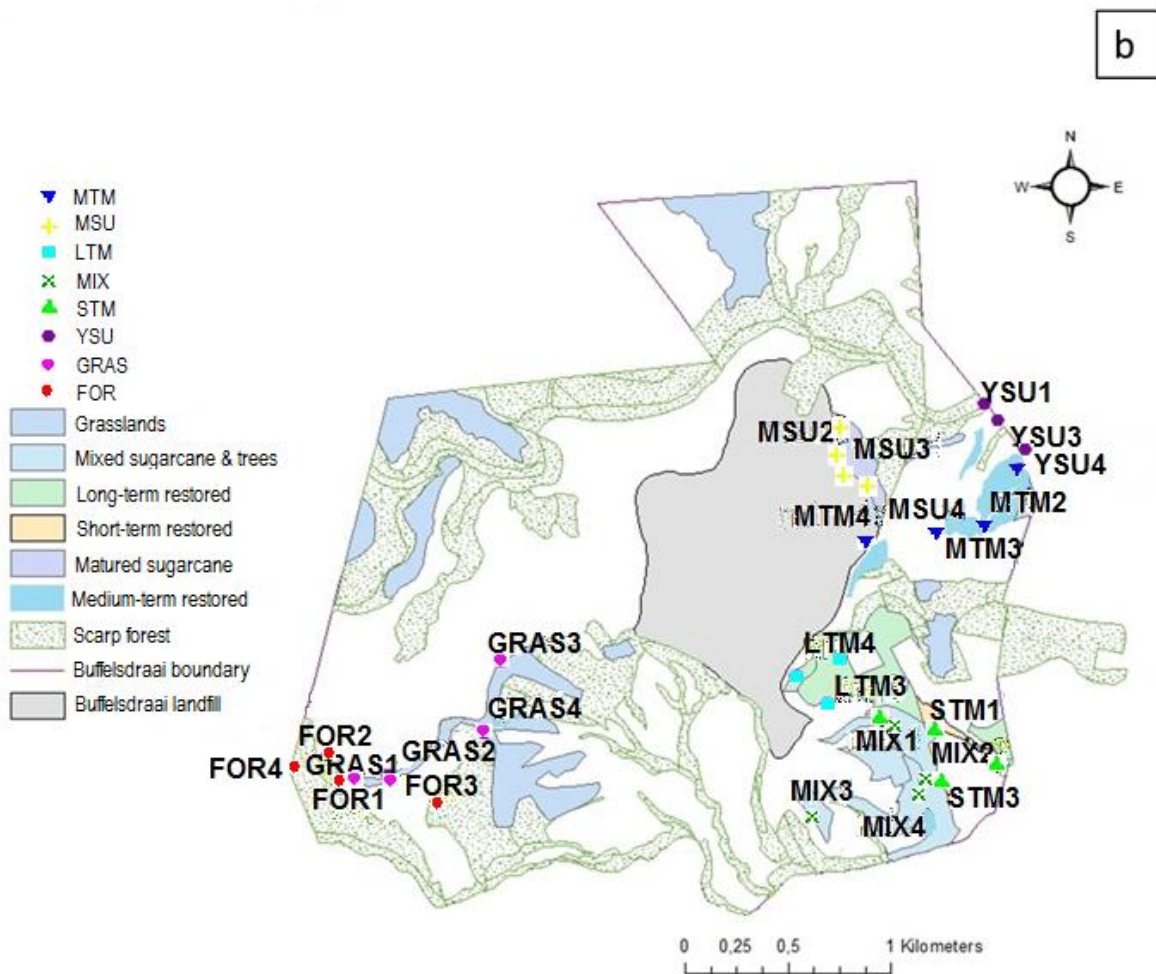 b
N
W E
S
MTM
MSU
LTM
MIX
STM
YSU
GRAS
FOR
Grasslands
Mixed sugarcane & trees
Long-term restored
Short-term restored
Matured sugarcane
Medium-term restored
Scarp forest
Buffelsdraai boundary
Buffelsdraai landfill
YSU1
MSU2
MSU3
YSU3
YSU4
MTM4
MSU4
MTM2
MTM3
GRAS3
LTM4
LTM3
GRAS4
STM1
FOR2
GRAS2
MIX1
MIX2
FOR4
GRAS1
FOR3
FOR1
MIX3
STM3
MIX4
0 0,25 0,5 1 Kilometers